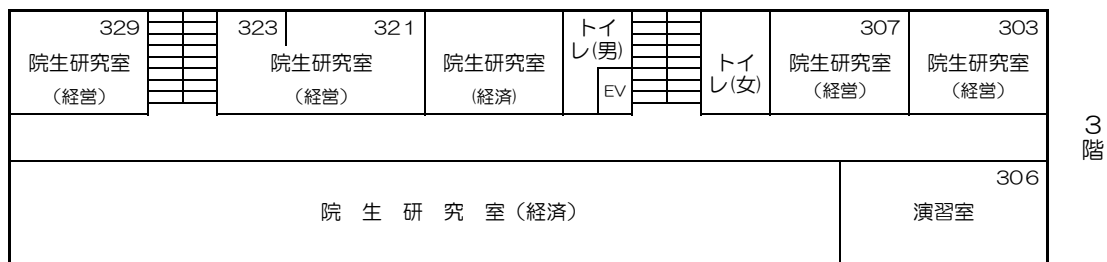 329
院生研究室
（経営）
323
321
院生研究室
（経営）
院生研究室
(経済)
トイ
レ(男)
EV
トイ
レ(女)
307
院生研究室
（経営）
303
院生研究室
（経営）
3階
院 生 研 究 室（経済）
306
演習室